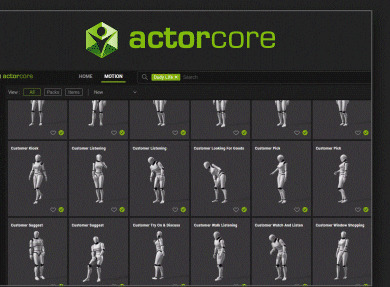 actorcore
actorcore HOME MOTION Daily Life × Search
View : All Packs Items New
Customer Kiosk Customer Listening Customer Listening Customer Looking For Goods Customer Pick Customer Pick
Customer Suggest Customer Suggest Customer Try On & Discuss Customer Walk Listening Customer Watch And Listen Customer Window Shopping